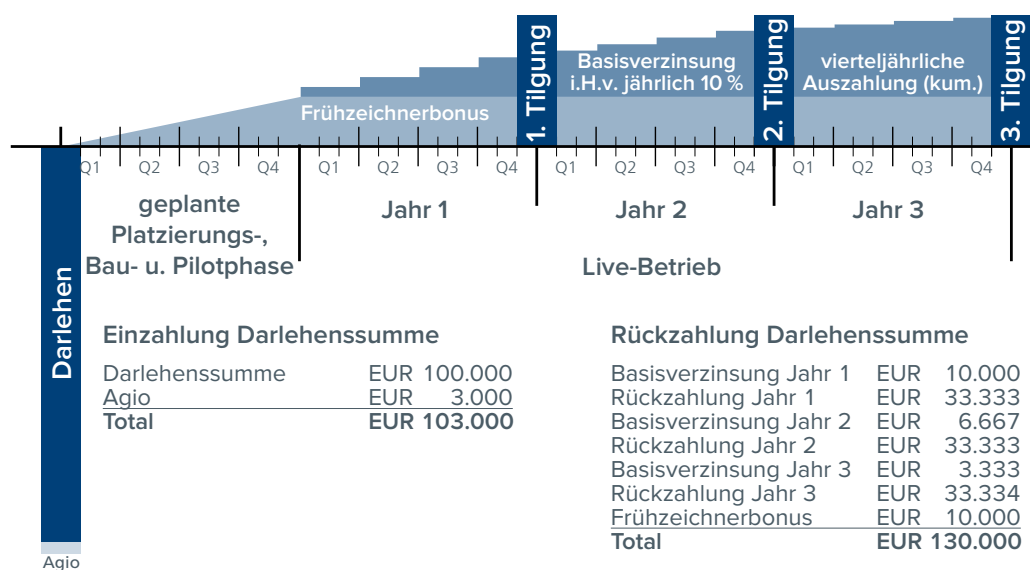 Basisverzinsung
i.H.v. jährlich 10 %
vierteljährliche
Auszahlung (kum.)
Frühzeichnerbonus
1. Tilgung
2. Tilgung
3. Tilgung
Q1 Q2 Q3 Q4 Q1 Q2 Q3 Q4 Q1 Q2 Q3 Q4 Q1 Q2 Q3 Q4
geplante
Platzierungs-,
Bau- u. Pilotphase
Jahr 1
Jahr 2
Jahr 3
Live-Betrieb
Darlehen
Agio
Einzahlung Darlehenssumme
Darlehenssumme EUR 100.000
Agio EUR 3.000
Total EUR 103.000
Rückzahlung Darlehenssumme
Basisverzinsung Jahr 1 EUR 10.000
Rückzahlung Jahr 1 EUR 33.333
Basisverzinsung Jahr 2 EUR 6.667
Rückzahlung Jahr 2 EUR 33.333
Basisverzinsung Jahr 3 EUR 3.333
Rückzahlung Jahr 3 EUR 33.334
Frühzeichnerbonus EUR 10.000
Total EUR 130.000